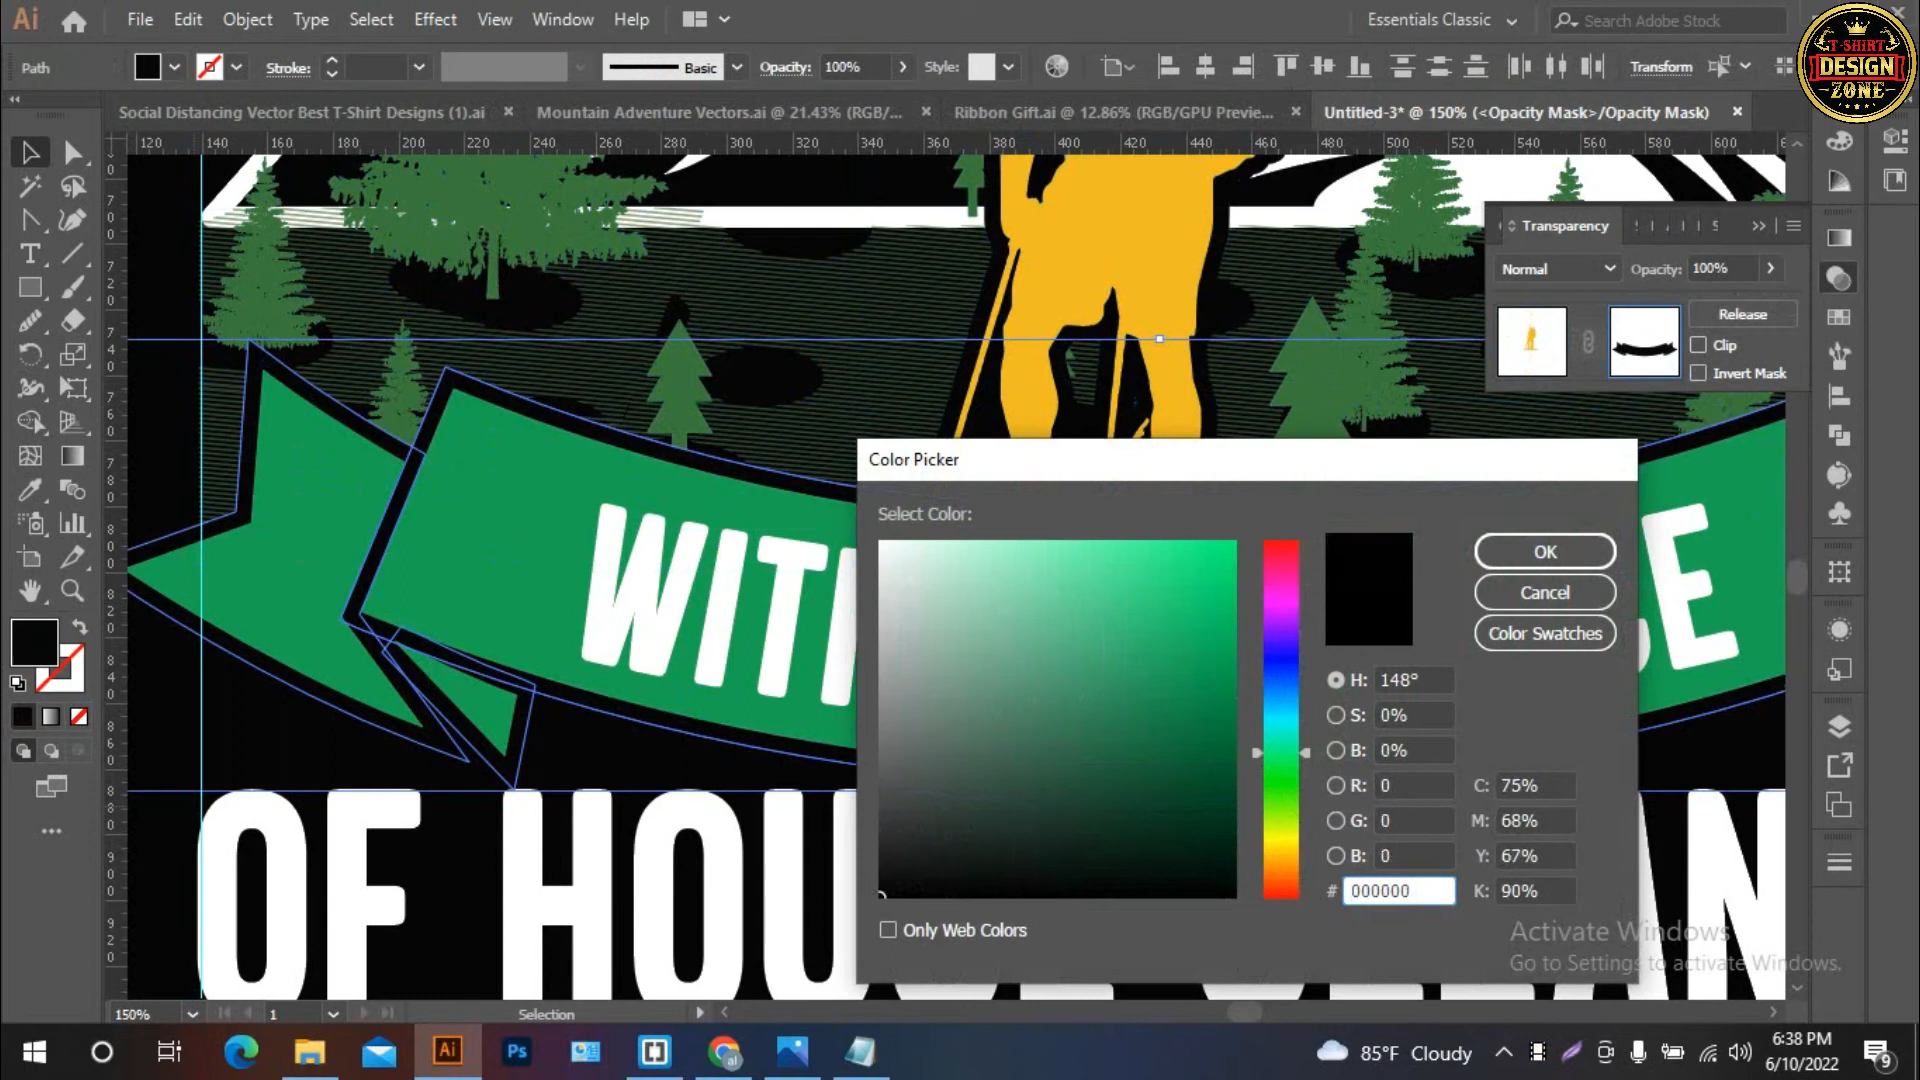 Ai File Edit Object Type Select Effect View Window Help Essentials Classic Search Adobe Stock
T-SHIRT
DESIGN
ZONE
Path Stroke: Basic Opacity: 100% Style: Transform
Social Distancing Vector Best T-Shirt Designs (1).ai Mountain Adventure Vectors.ai @ 21.43% (RGB/... Ribbon Gift.ai @ 12.86% (RGB/GPU Previe... Untitled-3* @ 150% (<Opacity Mask>/Opacity Mask)
120 140 160 180 200 220 240 260 280 300 320 340 360 380 400 420 440 460 480 500 520 540 560 580 600
Transparency
Normal Opacity: 100%
Release
Clip
Invert Mask
WIT
E
OF HOU
AN
Color Picker
Select Color:
OK
Cancel
Color Swatches
H: 148°
S: 0%
B: 0%
R: 0 C: 75%
G: 0 M: 68%
B: 0 Y: 67%
# 000000 K: 90%
Only Web Colors
Activate Windows
Go to Settings to activate Windows.
150% 1 Selection
Ai Ps 85°F Cloudy 6:38 PM
6/10/2022 9